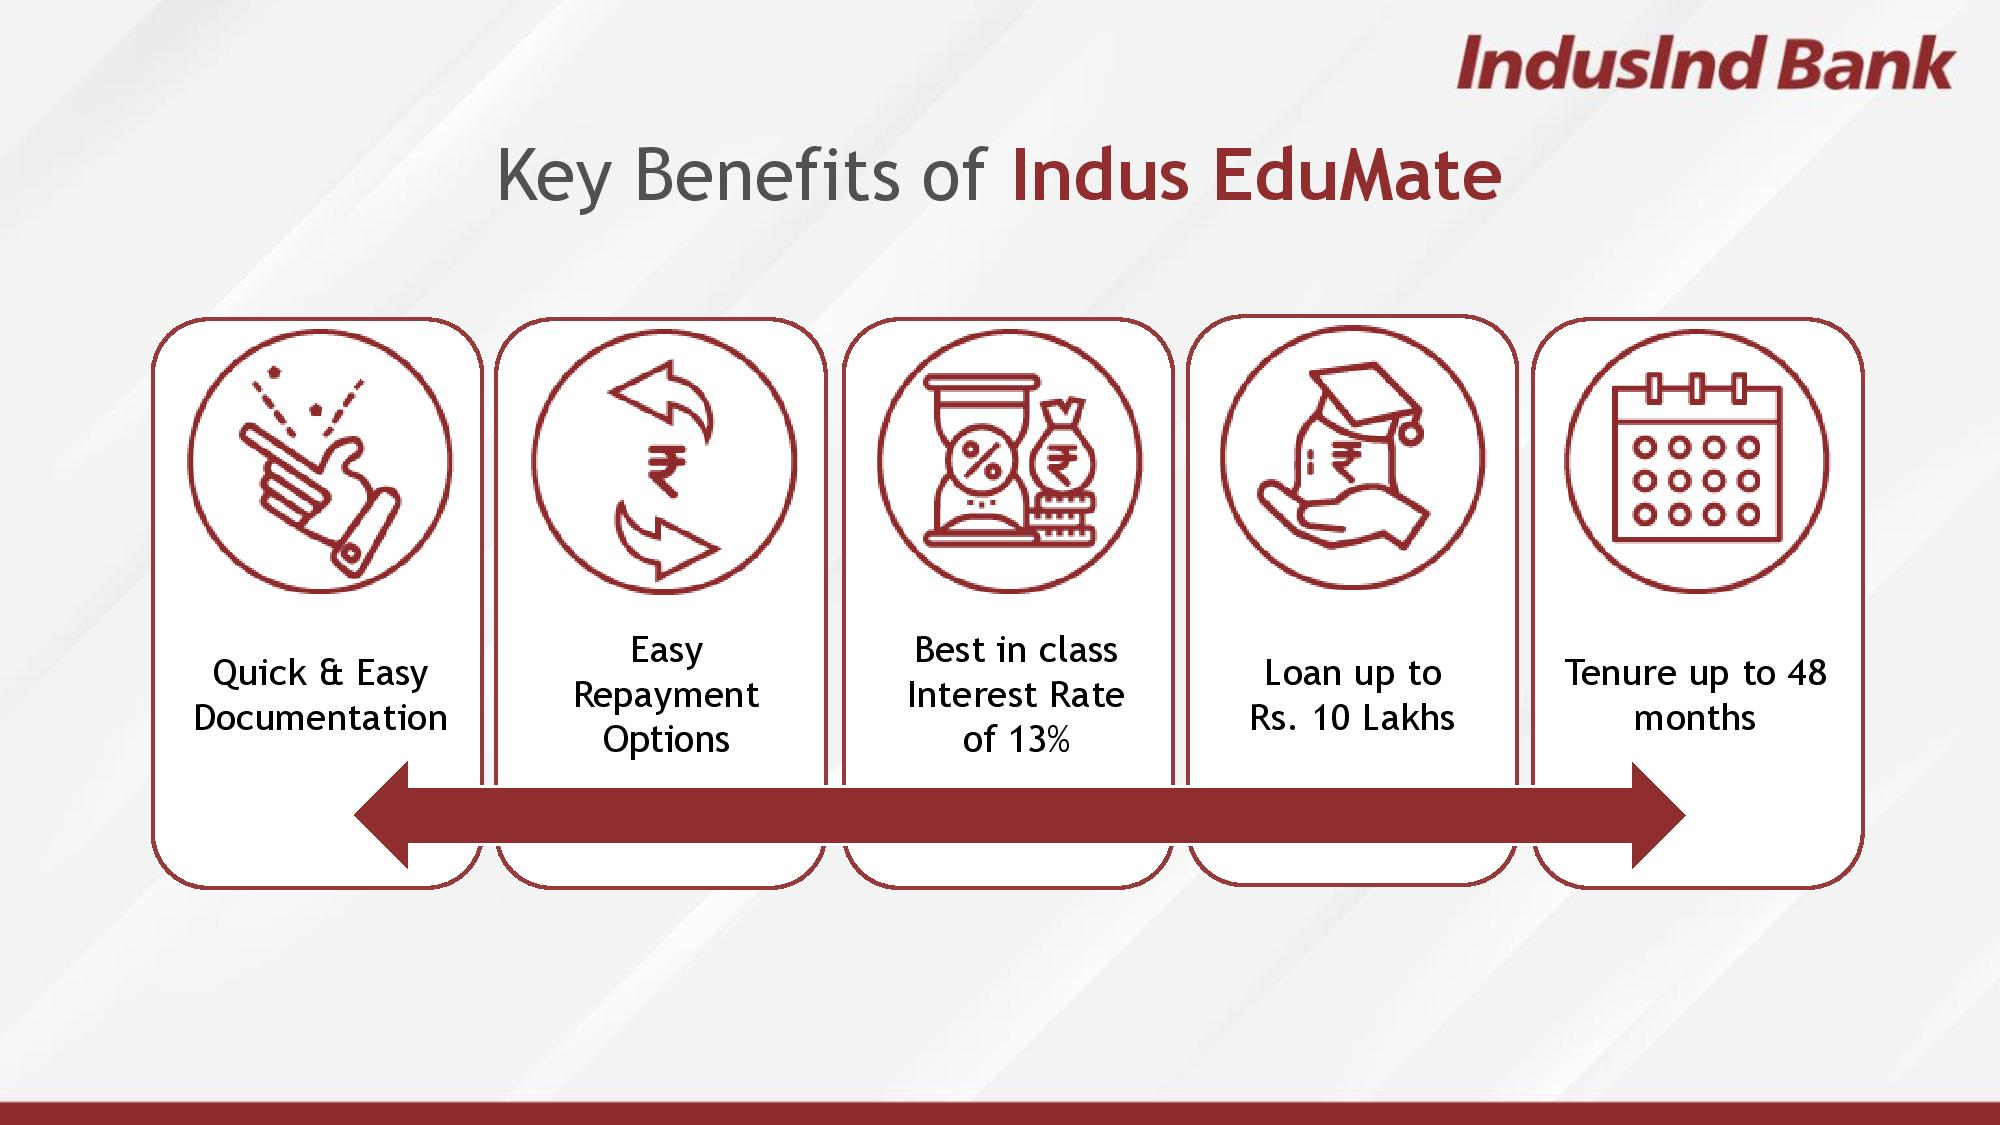 IndusInd Bank
Key Benefits of Indus EduMate
Quick & Easy
Documentation
Easy
Repayment
Options
Best in class
Interest Rate
of 13%
Loan up to
Rs. 10 Lakhs
Tenure up to 48
months